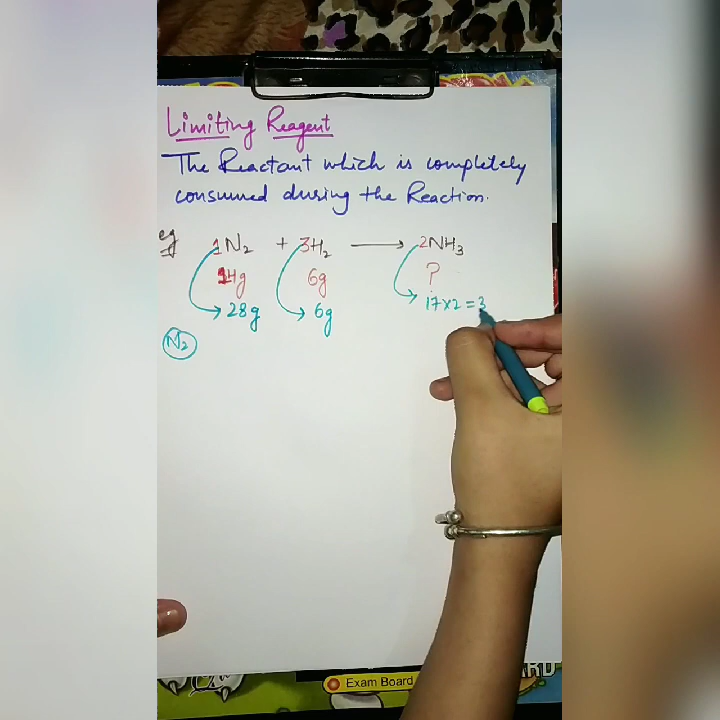 Limiting Reagent
The Reactant which is completely
consumed during the Reaction.
eg 1N2 + 3H2 → 2NH3
14g 6g ?
28g 6g 17×2=3
N2
Exam Board